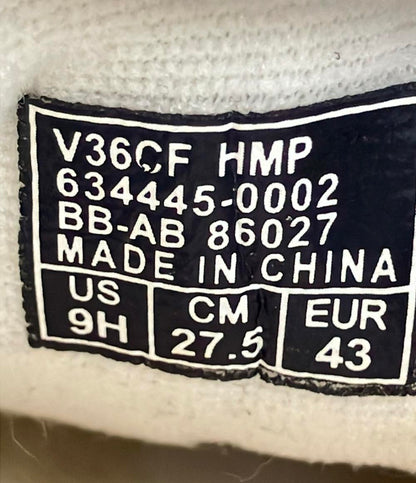 V36CF HMP
634445-0002
BB-AB 86027
MADE IN CHINA
US CM EUR
9H 27.5 43